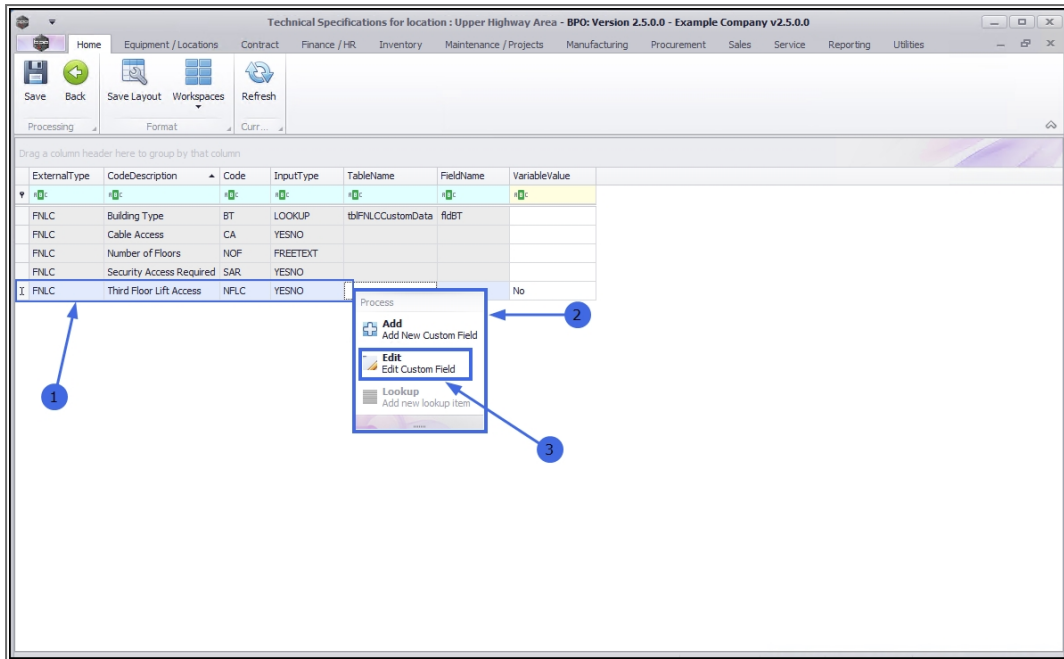 Technical Specifications for location : Upper Highway Area - BPO: Version 2.5.0.0 - Example Company v2.5.0.0
Home Equipment / Locations Contract Finance / HR Inventory Maintenance / Projects Manufacturing Procurement Sales Service Reporting Utilities
Save Back Save Layout Workspaces Refresh
Processing Format Curr...
Drag a column header here to group by that column
ExternalType CodeDescription Code InputType TableName FieldName VariableValue
FNLC Building Type BT LOOKUP tblFNLCCustomData fldBT
FNLC Cable Access CA YESNO
FNLC Number of Floors NOF FREETEXT
FNLC Security Access Required SAR YESNO
FNLC Third Floor Lift Access NFLC YESNO No
Process
Add
Add New Custom Field
Edit
Edit Custom Field
Lookup
Add new lookup item
1
2
3